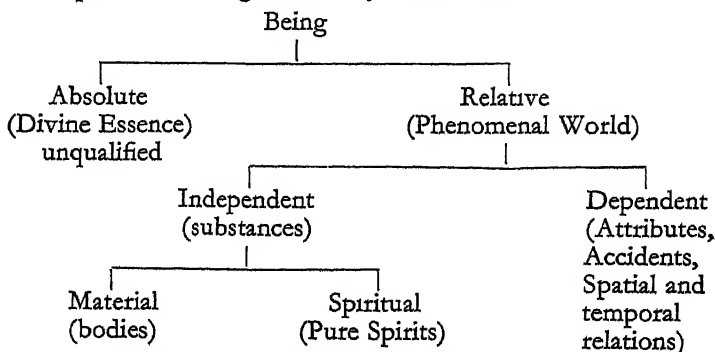 Being
Absolute
(Divine Essence)
unqualified
Relative
(Phenomenal World)
Independent
(substances)
Dependent
(Attributes,
Accidents,
Spatial and
temporal
relations)
Material
(bodies)
Spiritual
(Pure Spirits)